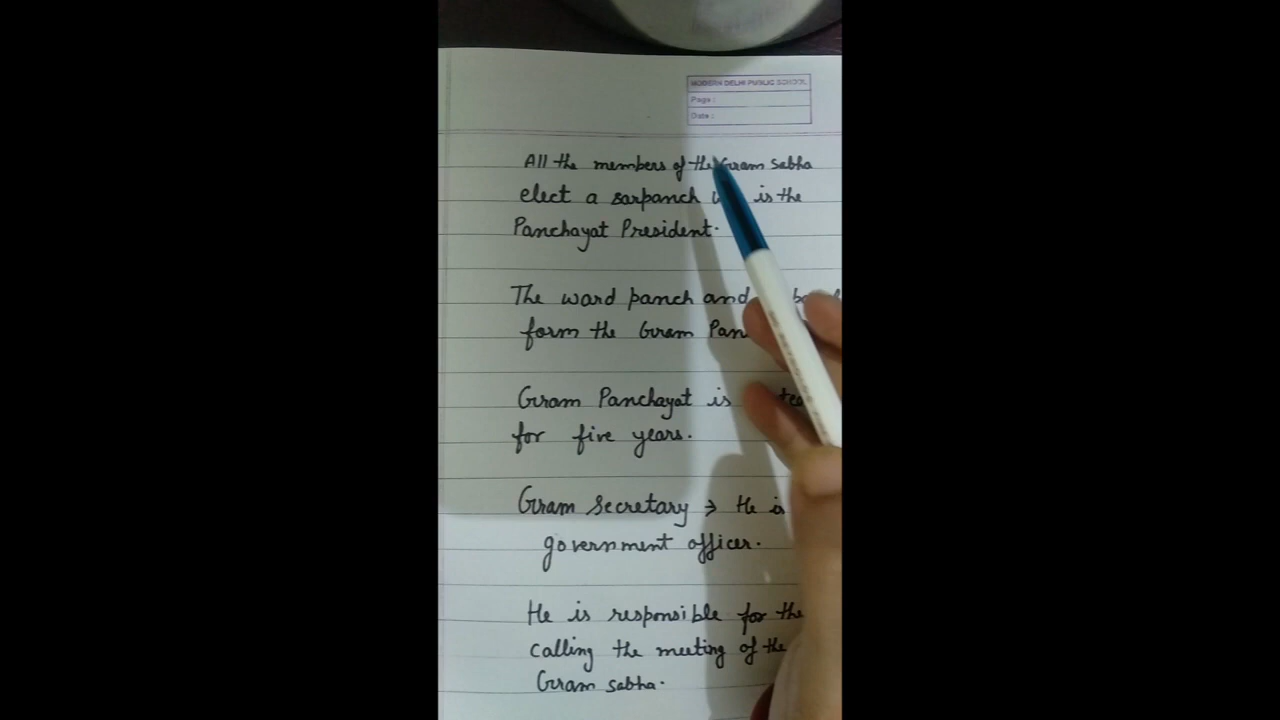 MODERN DELHI PUBLIC SCHOOL
Page :
Date :
All the members of the Gram Sabha
elect a sarpanch is the
Panchayat President.
The ward panch and
form the Gram
Gram Panchayat is
for five years.
Gram Secretary → He is
government officer.
He is responsible for the
calling the meeting of the
Gram sabha.